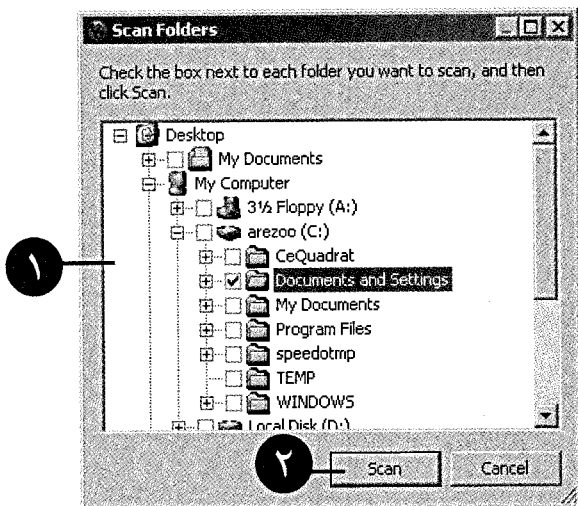 Scan Folders
Check the box next to each folder you want to scan, and then
click Scan.
Desktop
My Documents
My Computer
3½ Floppy (A:)
arezoo (C:)
CeQuadrat
۱
Documents and Settings
My Documents
Program Files
speedotmp
TEMP
WINDOWS
Local Disk (D:)
۲
Scan
Cancel